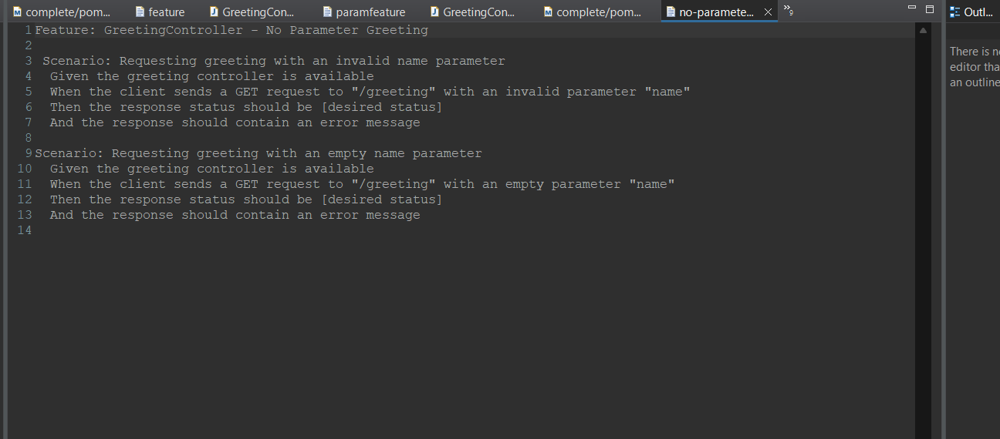 complete/pom... feature GreetingCon... paramfeature GreetingCon... complete/pom... no-paramete... 9 Outl...
1 Feature: GreetingController - No Parameter Greeting
2
3 Scenario: Requesting greeting with an invalid name parameter
4 Given the greeting controller is available
5 When the client sends a GET request to "/greeting" with an invalid parameter "name"
6 Then the response status should be [desired status]
7 And the response should contain an error message
8
9 Scenario: Requesting greeting with an empty name parameter
10 Given the greeting controller is available
11 When the client sends a GET request to "/greeting" with an empty parameter "name"
12 Then the response status should be [desired status]
13 And the response should contain an error message
14
There is n
editor tha
an outline